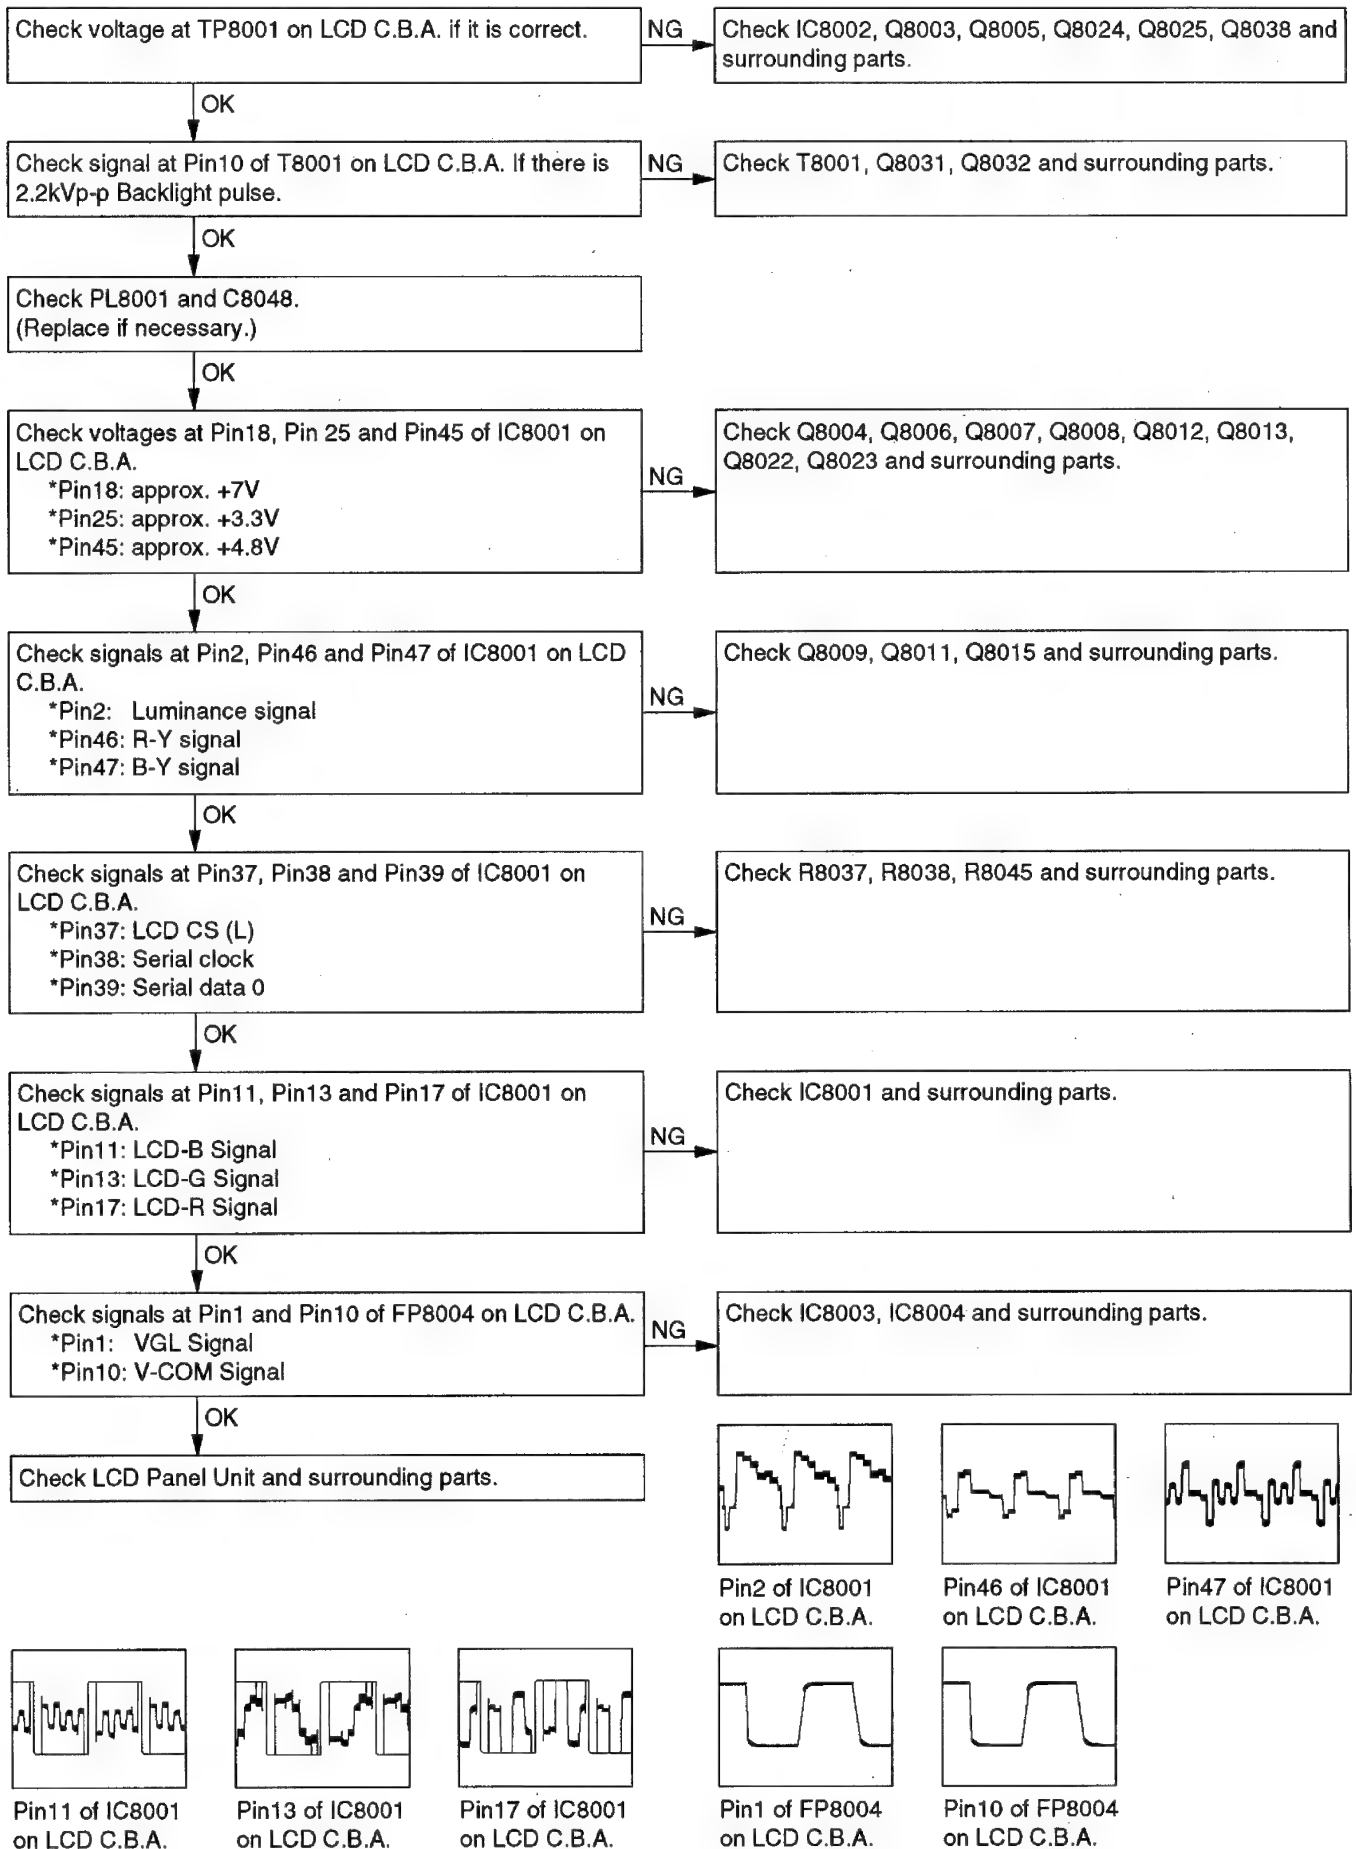 Check voltage at TP8001 on LCD C.B.A. if it is correct.
NG
Check IC8002, Q8003, Q8005, Q8024, Q8025, Q8038 and
surrounding parts.
OK
Check signal at Pin10 of T8001 on LCD C.B.A. If there is
2.2kVp-p Backlight pulse.
NG
Check T8001, Q8031, Q8032 and surrounding parts.
OK
Check PL8001 and C8048.
(Replace if necessary.)
OK
Check voltages at Pin18, Pin 25 and Pin45 of IC8001 on
LCD C.B.A.
*Pin18: approx. +7V
*Pin25: approx. +3.3V
*Pin45: approx. +4.8V
NG
Check Q8004, Q8006, Q8007, Q8008, Q8012, Q8013,
Q8022, Q8023 and surrounding parts.
OK
Check signals at Pin2, Pin46 and Pin47 of IC8001 on LCD
C.B.A.
*Pin2: Luminance signal
*Pin46: R-Y signal
*Pin47: B-Y signal
NG
Check Q8009, Q8011, Q8015 and surrounding parts.
OK
Check signals at Pin37, Pin38 and Pin39 of IC8001 on
LCD C.B.A.
*Pin37: LCD CS (L)
*Pin38: Serial clock
*Pin39: Serial data 0
NG
Check R8037, R8038, R8045 and surrounding parts.
OK
Check signals at Pin11, Pin13 and Pin17 of IC8001 on
LCD C.B.A.
*Pin11: LCD-B Signal
*Pin13: LCD-G Signal
*Pin17: LCD-R Signal
NG
Check IC8001 and surrounding parts.
OK
Check signals at Pin1 and Pin10 of FP8004 on LCD C.B.A.
*Pin1: VGL Signal
*Pin10: V-COM Signal
NG
Check IC8003, IC8004 and surrounding parts.
OK
Check LCD Panel Unit and surrounding parts.
Pin2 of IC8001
on LCD C.B.A.
Pin46 of IC8001
on LCD C.B.A.
Pin47 of IC8001
on LCD C.B.A.
Pin11 of IC8001
on LCD C.B.A.
Pin13 of IC8001
on LCD C.B.A.
Pin17 of IC8001
on LCD C.B.A.
Pin1 of FP8004
on LCD C.B.A.
Pin10 of FP8004
on LCD C.B.A.